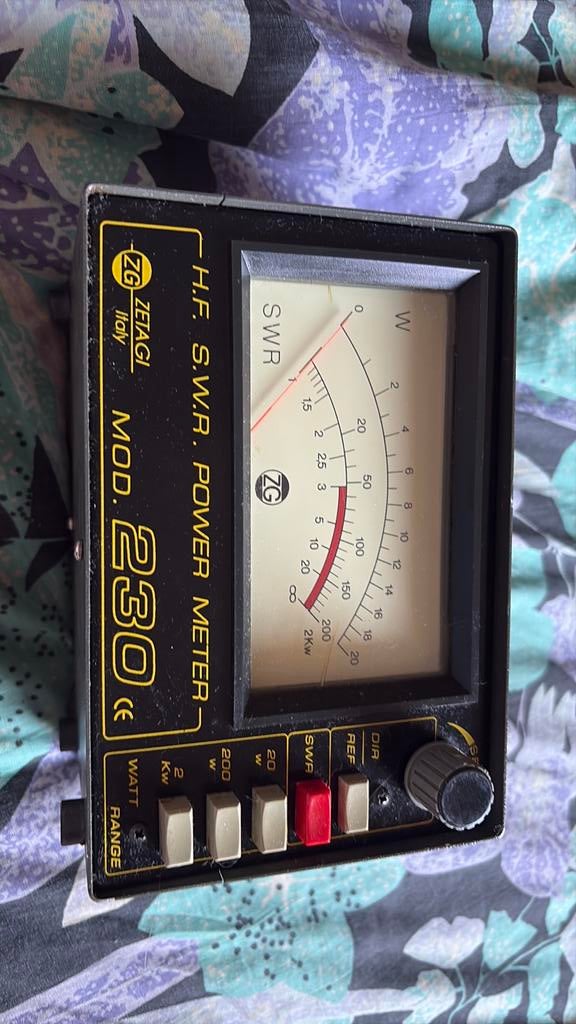 W
0 2 4 6 8 10 12 14 16 18 20
20 50 100 150 200
2Kw
1 1,5 2 2,5 3 5 10 20 ∞
SWR
ZG
H.F. S.W.R. POWER METER
ZG ZETAGI
Italy
MOD. 230 CE
DIR
REF
SWR
20
W
200
W
2
KW
WATT RANGE